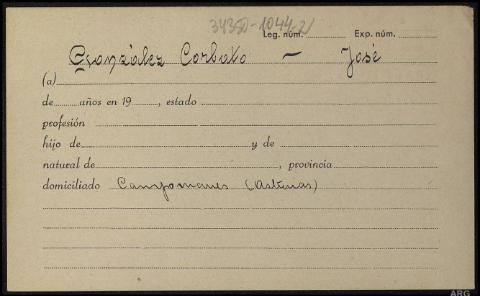 34350-1044-2
Leg. núm. Exp. núm.
González Corbato — José
(a)
de años en 19 , estado
profesión
hijo de y de
natural de , provincia
domiciliado Campomanes (Asturias)
ARG